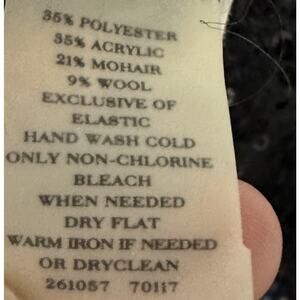 35% POLYESTER
35% ACRYLIC
21% MOHAIR
9% WOOL
EXCLUSIVE OF
ELASTIC
HAND WASH COLD
ONLY NON-CHLORINE
BLEACH
WHEN NEEDED
DRY FLAT
WARM IRON IF NEEDED
OR DRYCLEAN
261057 70117